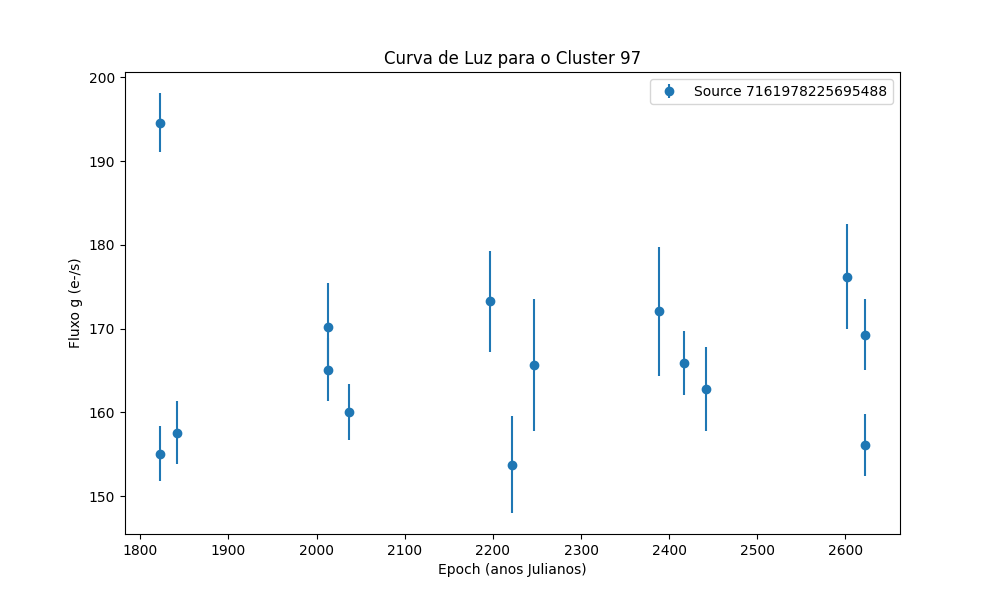 Curva de Luz para o Cluster 97
Source 7161978225695488
200
190
180
170
160
150
Fluxo g (e-/s)
1800 1900 2000 2100 2200 2300 2400 2500 2600
Epoch (anos Julianos)